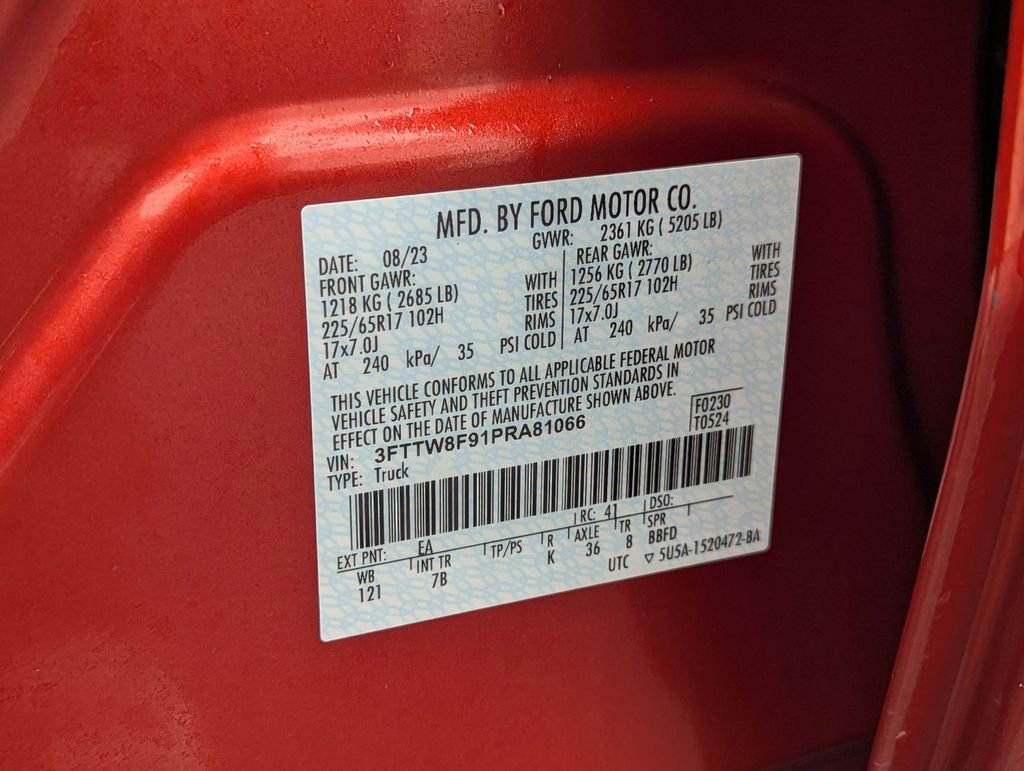 MFD. BY FORD MOTOR CO.
DATE: 08/23 GVWR: 2361 KG ( 5205 LB)
FRONT GAWR: REAR GAWR:
1218 KG ( 2685 LB) WITH 1256 KG ( 2770 LB) WITH
225/65R17 102H TIRES 225/65R17 102H TIRES
17x7.0J RIMS 17x7.0J RIMS
AT 240 kPa/ 35 PSI COLD AT 240 kPa/ 35 PSI COLD
THIS VEHICLE CONFORMS TO ALL APPLICABLE FEDERAL MOTOR
VEHICLE SAFETY AND THEFT PREVENTION STANDARDS IN
EFFECT ON THE DATE OF MANUFACTURE SHOWN ABOVE.
VIN: 3FTTW8F91PRA81066 F0230
TYPE: Truck T0524
EXT PNT: EA RC: 41 DSO:
WB INT TR TP/PS R AXLE TR SPR
121 7B K 36 8 BBFD
UTC ▽ 5U5A-1520472-BA